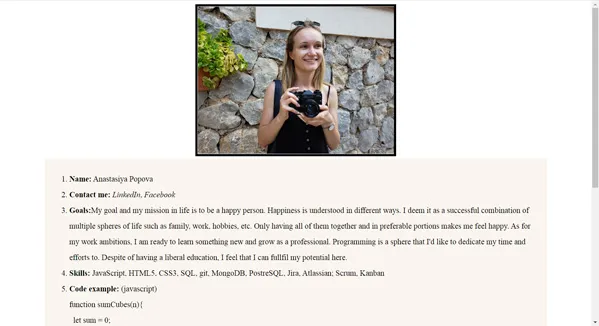 1. Name: Anastasiya Popova
2. Contact me: LinkedIn, Facebook
3. Goals:My goal and my mission in life is to be a happy person. Happiness is understood in different ways. I deem it as a successful combination of
multiple spheres of life such as family, work, hobbies, etc. Only having all of them together and in preferable portions makes me feel happy. As for
my work ambitions, I am ready to learn something new and grow as a professional. Programming is a sphere that I'd like to dedicate my time and
efforts to. Despite of having a liberal education, I feel that I can fullfil my potential here.
4. Skills: JavaScript, HTML5, CSS3, SQL, git, MongoDB, PostreSQL, Jira, Atlassian; Scrum, Kanban
5. Code example: (javascript)
function sumCubes(n){
let sum = 0;